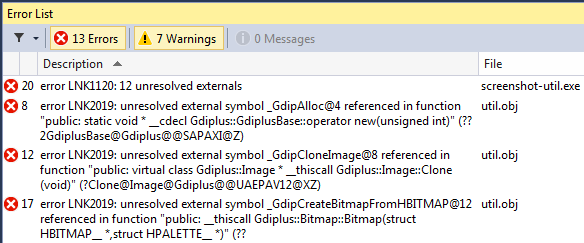 Error List
13 Errors
7 Warnings
0 Messages
Description
File
20 error LNK1120: 12 unresolved externals screenshot-util.exe
8 error LNK2019: unresolved external symbol _GdipAlloc@4 referenced in function util.obj
"public: static void * __cdecl Gdiplus::GdiplusBase::operator new(unsigned int)" (??
2GdiplusBase@Gdiplus@@SAPAXI@Z)
12 error LNK2019: unresolved external symbol _GdipCloneImage@8 referenced in util.obj
function "public: virtual class Gdiplus::Image * __thiscall Gdiplus::Image::Clone
(void)" (?Clone@Image@Gdiplus@@UAEPAV12@XZ)
17 error LNK2019: unresolved external symbol _GdipCreateBitmapFromHBITMAP@12 util.obj
referenced in function "public: __thiscall Gdiplus::Bitmap::Bitmap(struct
HBITMAP__ *,struct HPALETTE__ *)" (??